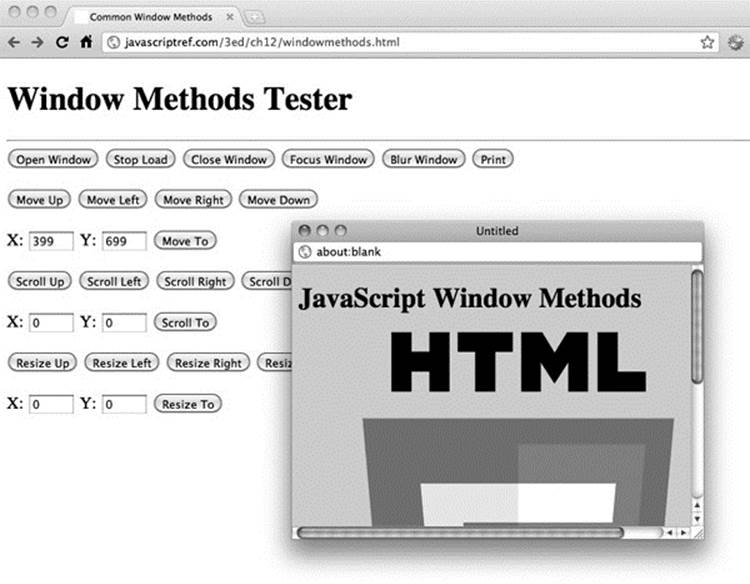 Common Window Methods
javascriptref.com/3ed/ch12/windowmethods.html
Window Methods Tester
Open Window Stop Load Close Window Focus Window Blur Window Print
Move Up Move Left Move Right Move Down
X: 399 Y: 699 Move To
Scroll Up Scroll Left Scroll Right Scroll D
X: 0 Y: 0 Scroll To
Resize Up Resize Left Resize Right Resiz
X: 0 Y: 0 Resize To
Untitled
about:blank
JavaScript Window Methods
HTML